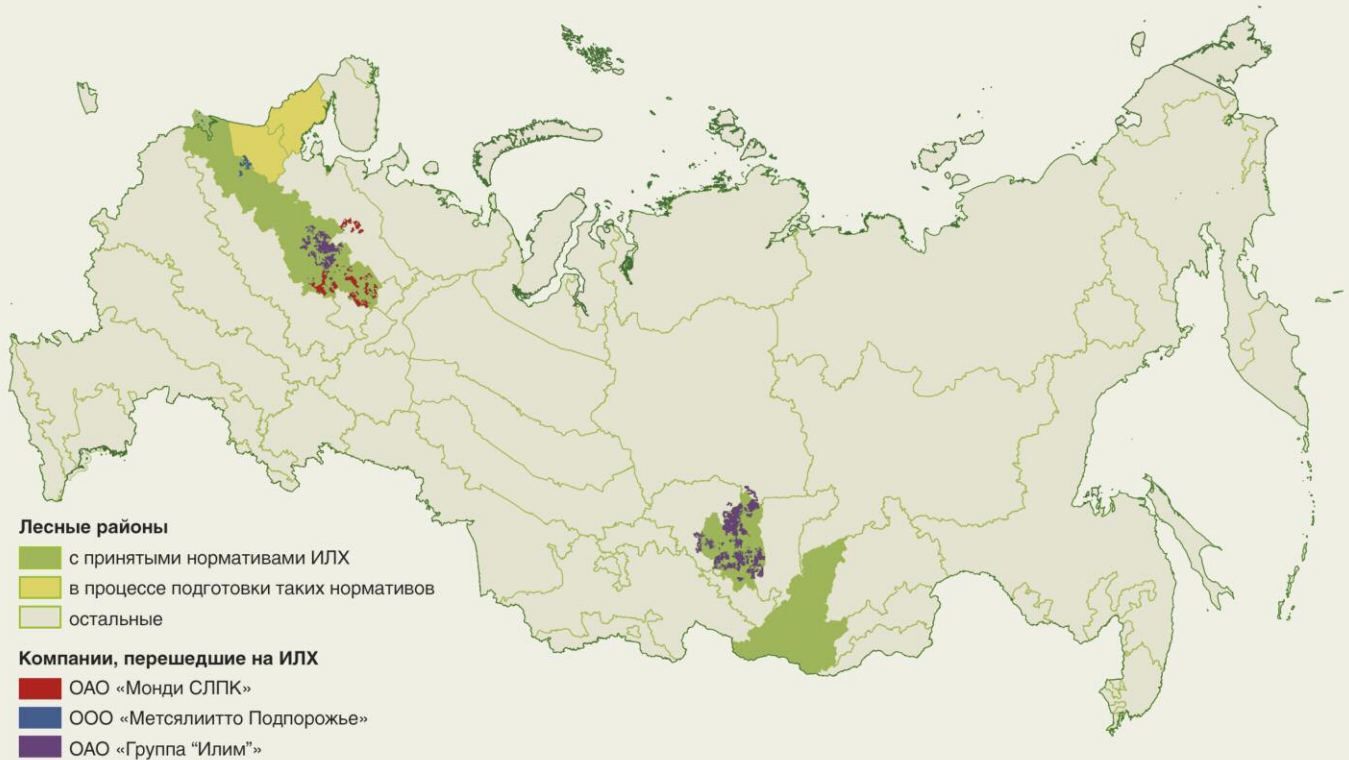 Лесные районы
с принятыми нормативами ИЛХ
в процессе подготовки таких нормативов
остальные
Компании, перешедшие на ИЛХ
ОАО «Монди СЛПК»
ООО «Метсялиитто Подпорожье»
ОАО «Группа “Илим”»